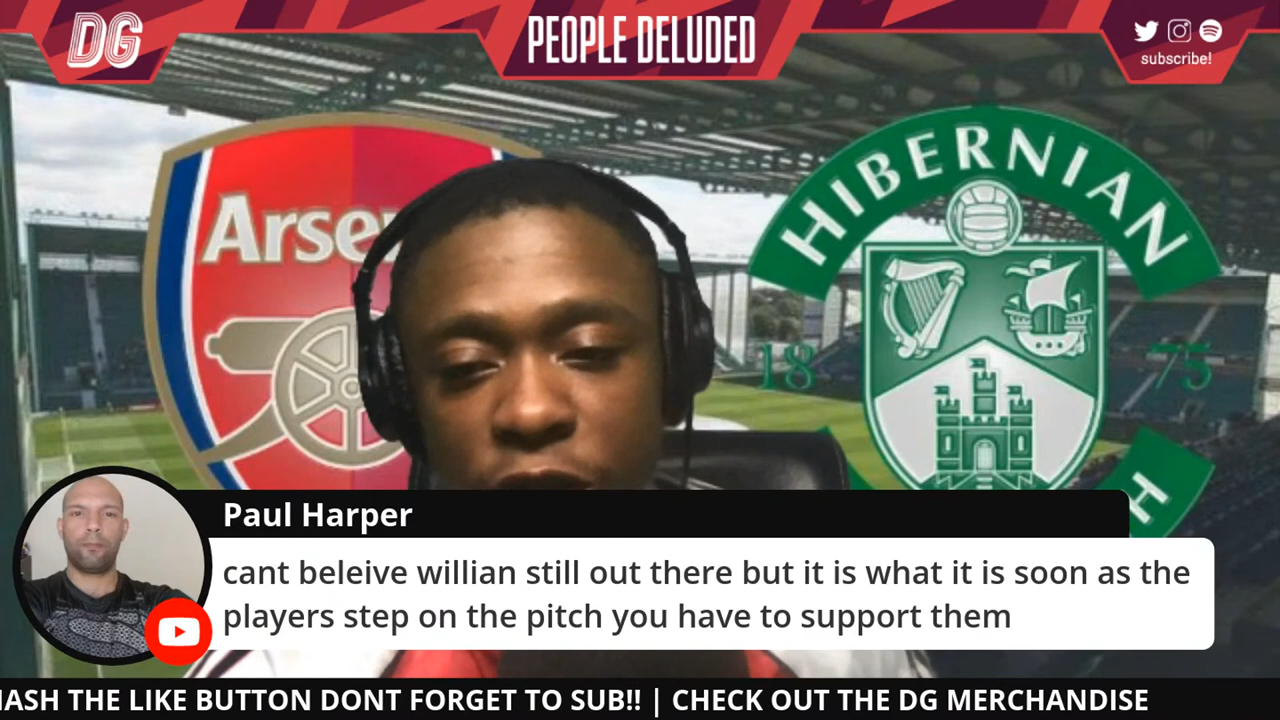 DG
PEOPLE DELUDED
subscribe!
Arse
HIBERNIAN
18
75
H
Paul Harper
cant beleive willian still out there but it is what it is soon as the
players step on the pitch you have to support them
MASH THE LIKE BUTTON DONT FORGET TO SUB!! | CHECK OUT THE DG MERCHANDISE